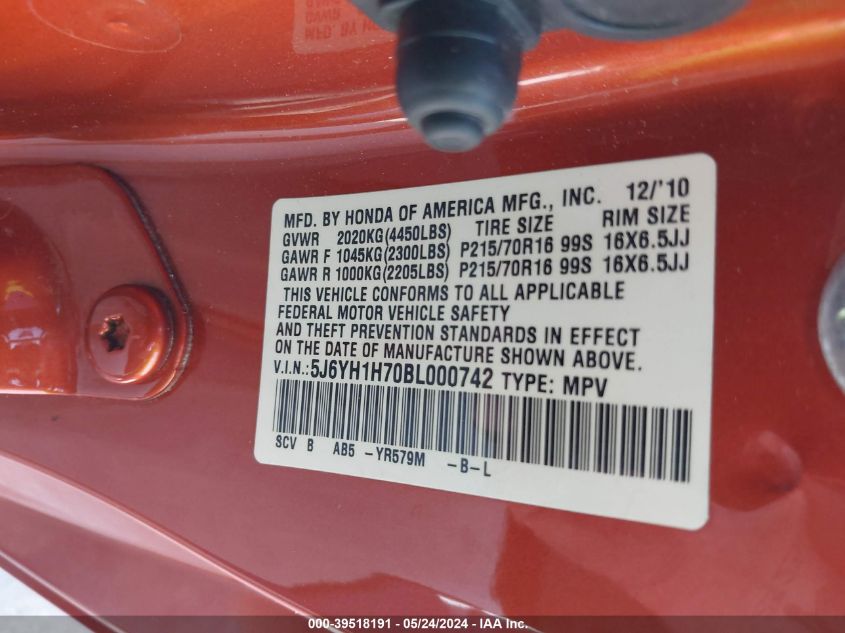 MFD. BY HONDA OF AMERICA MFG., INC. 12/'10
GVWR 2020KG(4450LBS) TIRE SIZE RIM SIZE
GAWR F 1045KG(2300LBS) P215/70R16 99S 16X6.5JJ
GAWR R 1000KG(2205LBS) P215/70R16 99S 16X6.5JJ
THIS VEHICLE CONFORMS TO ALL APPLICABLE
FEDERAL MOTOR VEHICLE SAFETY
AND THEFT PREVENTION STANDARDS IN EFFECT
ON THE DATE OF MANUFACTURE SHOWN ABOVE.
V.I.N.:5J6YH1H70BL000742 TYPE: MPV
SCV B AB5 -YR579M -B-L
000-39518191 - 05/24/2024 - IAA Inc.